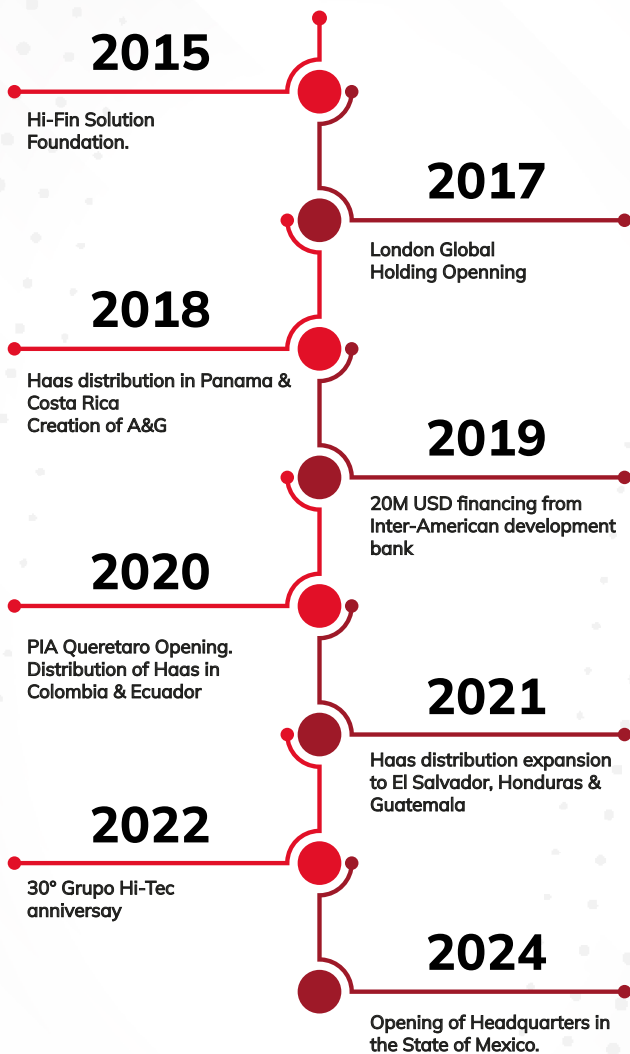 2015
Hi-Fin Solution
Foundation.
2017
London Global
Holding Openning
2018
Haas distribution in Panama &
Costa Rica
Creation of A&G
2019
20M USD financing from
Inter-American development
bank
2020
PIA Queretaro Opening.
Distribution of Haas in
Colombia & Ecuador
2021
Haas distribution expansion
to El Salvador, Honduras &
Guatemala
2022
30° Grupo Hi-Tec
anniversay
2024
Opening of Headquarters in
the State of Mexico.